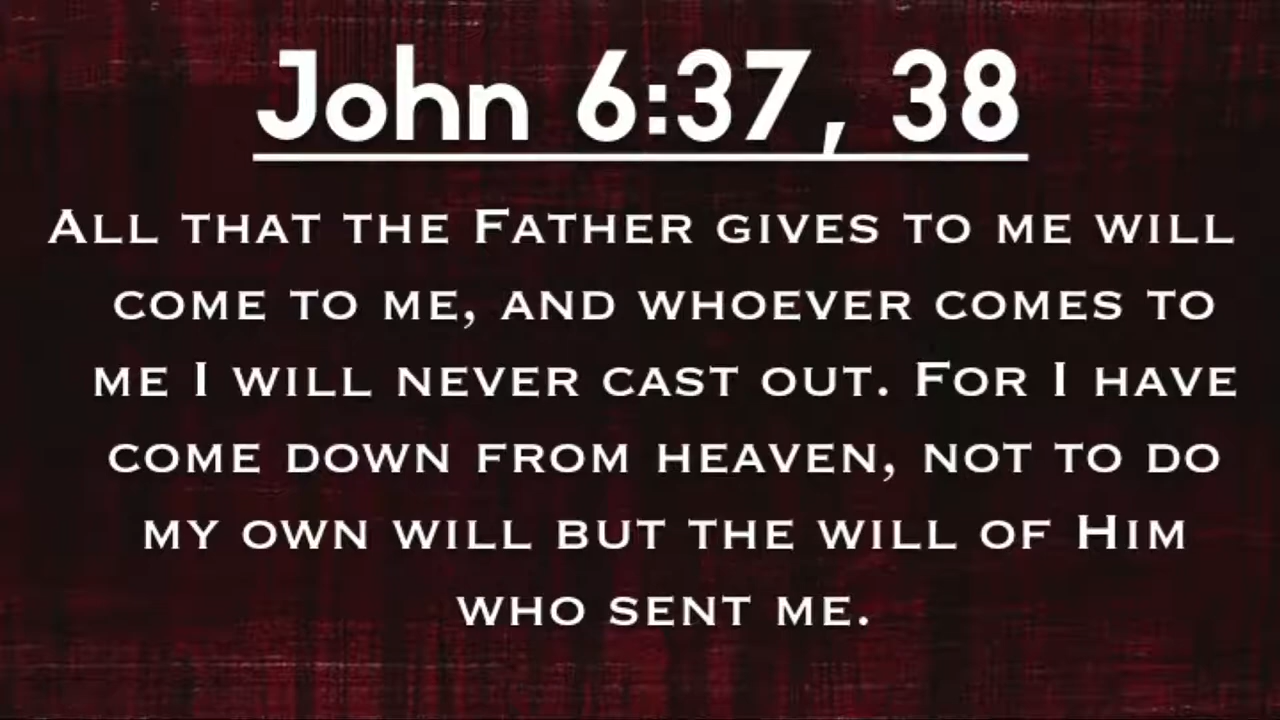 John 6:37, 38
All that the Father gives to me will
come to me, and whoever comes to
me I will never cast out. For I have
come down from heaven, not to do
my own will but the will of Him
who sent me.